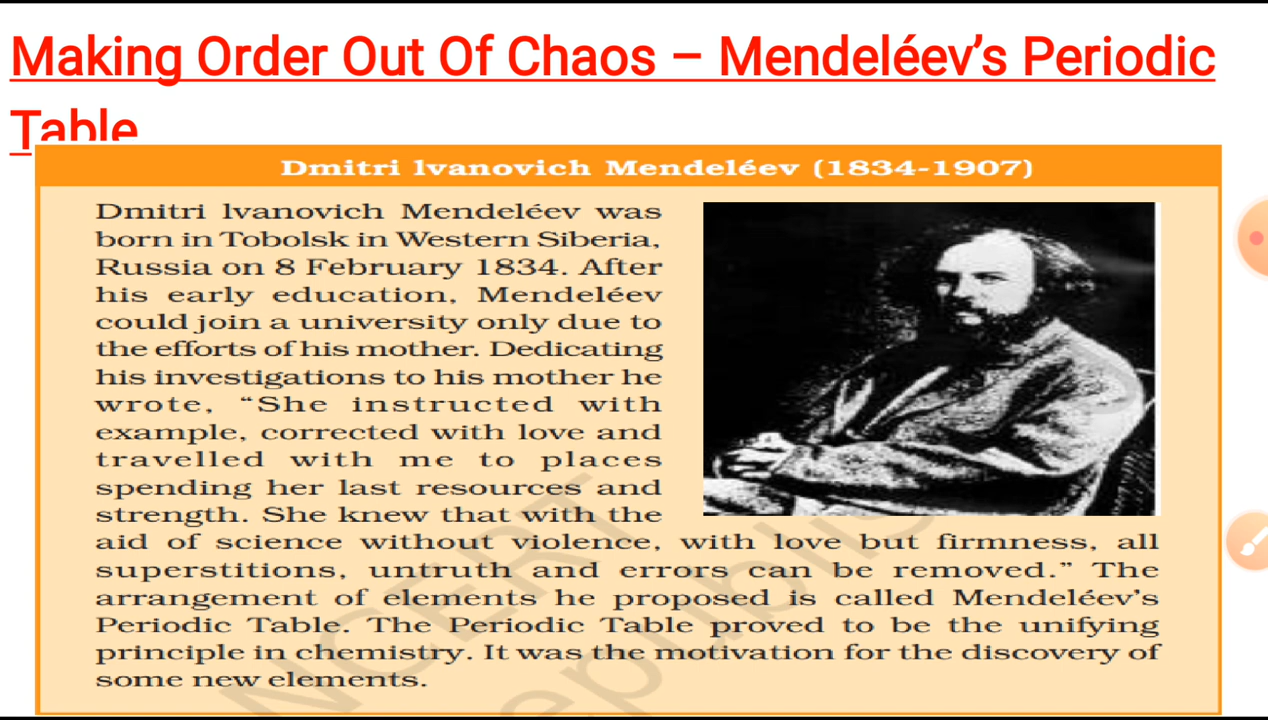 Making Order Out Of Chaos – Mendeléev’s Periodic
Table
Dmitri lvanovich Mendeléev (1834-1907)
Dmitri lvanovich Mendeléev was
born in Tobolsk in Western Siberia,
Russia on 8 February 1834. After
his early education, Mendeléev
could join a university only due to
the efforts of his mother. Dedicating
his investigations to his mother he
wrote, “She instructed with
example, corrected with love and
travelled with me to places
spending her last resources and
strength. She knew that with the
aid of science without violence, with love but firmness, all
superstitions, untruth and errors can be removed.” The
arrangement of elements he proposed is called Mendeléev’s
Periodic Table. The Periodic Table proved to be the unifying
principle in chemistry. It was the motivation for the discovery of
some new elements.
NCERT